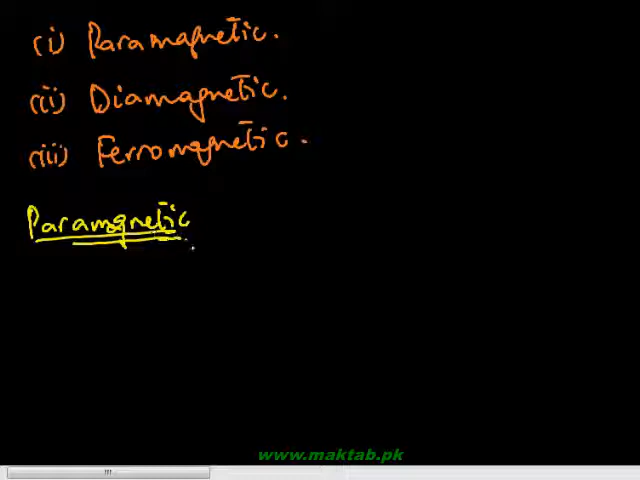 (i) Paramagnetic.
(ii) Diamagnetic.
(iii) Ferromagnetic.
Paramagnetic
www.maktab.pk